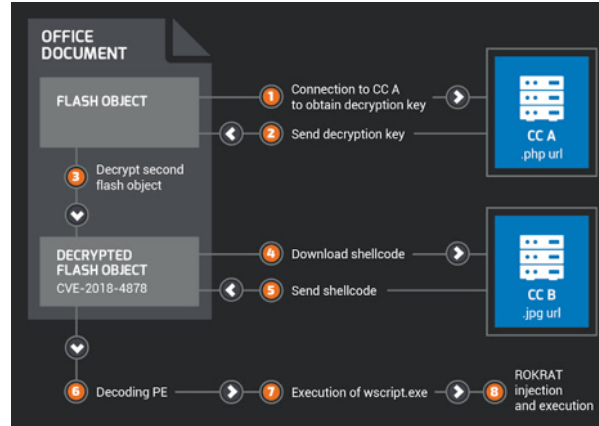 OFFICE
DOCUMENT
FLASH OBJECT
1
Connection to CC A
to obtain decryption key
2
Send decryption key
CC A
.php url
3
Decrypt second
flash object
DECRYPTED
FLASH OBJECT
CVE-2018-4878
4
Download shellcode
5
Send shellcode
CC B
.jpg url
6
Decoding PE
7
Execution of wscript.exe
8
ROKRAT
injection
and execution